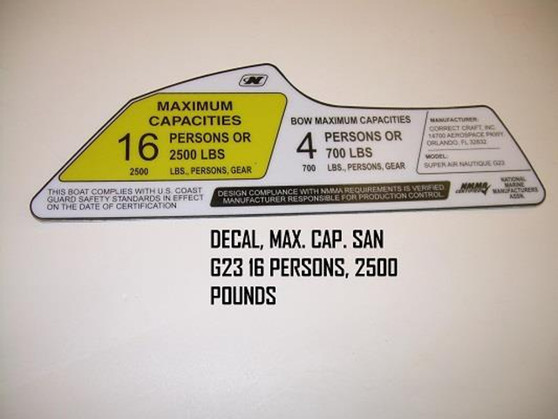 N
MAXIMUM
CAPACITIES
16 PERSONS OR
2500 LBS
2500 LBS., PERSONS, GEAR
BOW MAXIMUM CAPACITIES
4 PERSONS OR
700 LBS
700 LBS., PERSONS, GEAR
MANUFACTURER:
CORRECT CRAFT, INC
14700 AEROSPACE PKWY
ORLANDO, FL 32832
MODEL:
SUPER AIR NAUTIQUE G23
THIS BOAT COMPLIES WITH U.S. COAST
GUARD SAFETY STANDARDS IN EFFECT
ON THE DATE OF CERTIFICATION
DESIGN COMPLIANCE WITH NMMA REQUIREMENTS IS VERIFIED.
MANUFACTURER RESPONSIBLE FOR PRODUCTION CONTROL.
NMMA
CERTIFIED
NATIONAL
MARINE
MANUFACTURERS
ASSN.
DECAL, MAX. CAP. SAN
G23 16 PERSONS, 2500
POUNDS